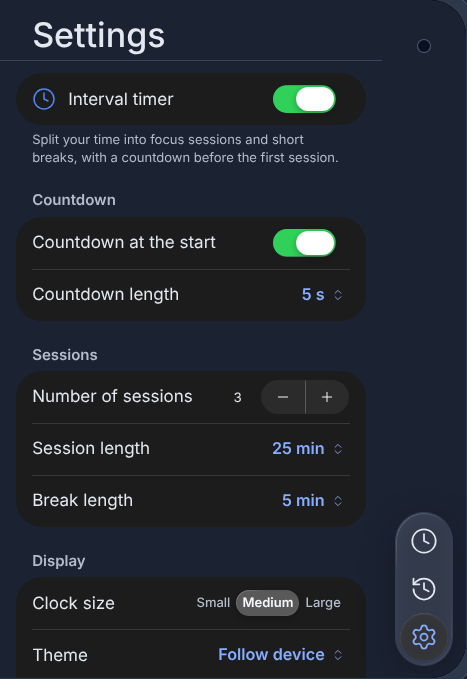 Settings
Interval timer
Split your time into focus sessions and short
breaks, with a countdown before the first session.
Countdown
Countdown at the start
Countdown length 5 s
Sessions
Number of sessions 3 − +
Session length 25 min
Break length 5 min
Display
Clock size Small Medium Large
Theme Follow device